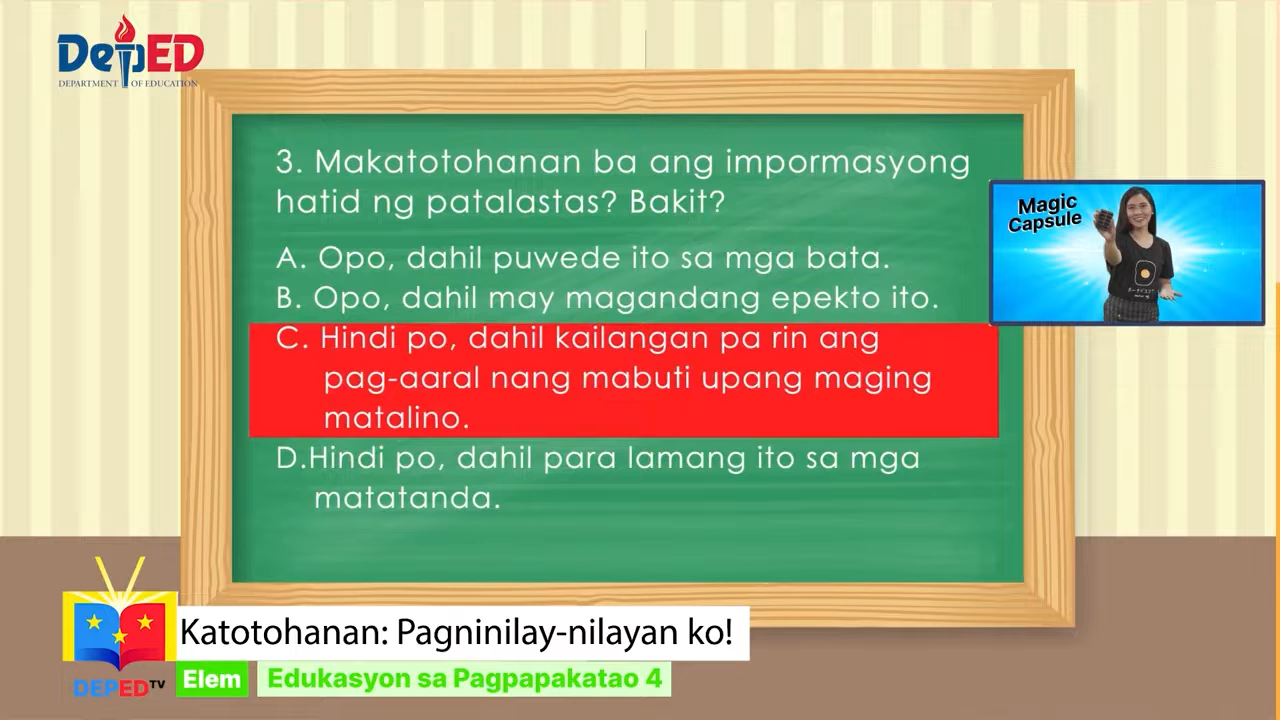 DepED
DEPARTMENT OF EDUCATION
3. Makatotohanan ba ang impormasyong
hatid ng patalastas? Bakit?
Magic
Capsule
A. Opo, dahil puwede ito sa mga bata.
B. Opo, dahil may magandang epekto ito.
C. Hindi po, dahil kailangan pa rin ang
pag-aaral nang mabuti upang maging
matalino.
D.Hindi po, dahil para lamang ito sa mga
matatanda.
Katotohanan: Pagninilay-nilayan ko!
DEPED TV
Elem
Edukasyon sa Pagpapakatao 4